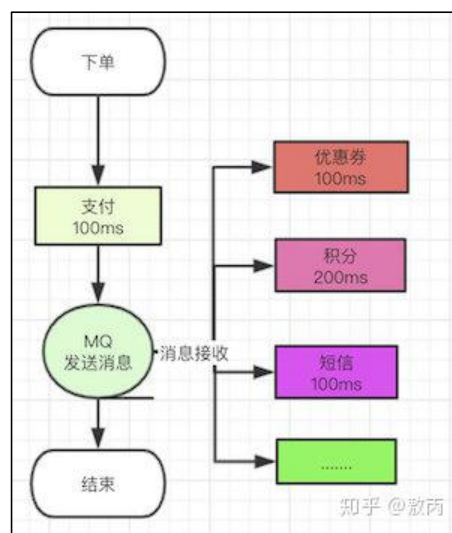 下单
支付
100ms
MQ
发送消息
消息接收
优惠券
100ms
积分
200ms
短信
100ms
.......
结束
知乎 @敖丙